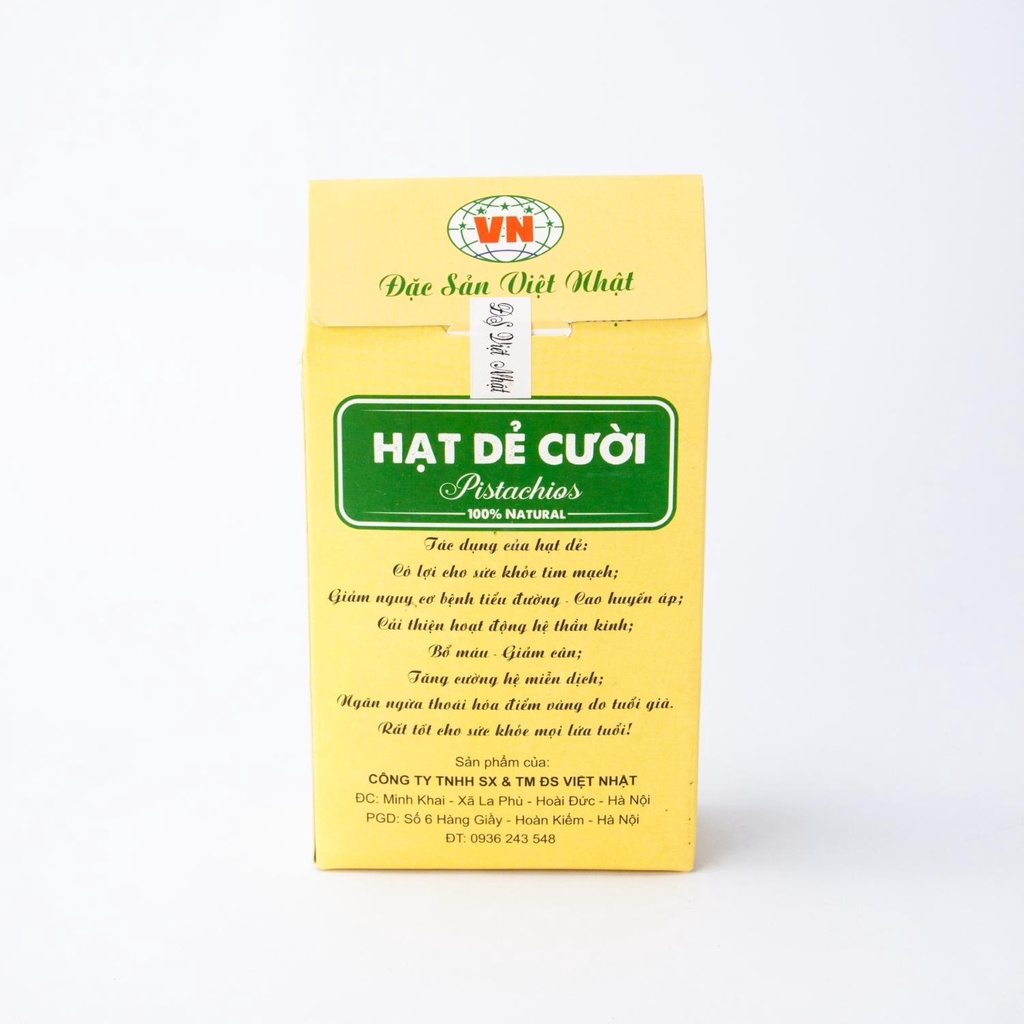 VN
Đặc Sản Việt Nhật
ĐS Việt Nhật
HẠT DẺ CƯỜI
Pistachios
100% NATURAL
Tác dụng của hạt dẻ:
Có lợi cho sức khỏe tim mạch;
Giảm nguy cơ bệnh tiểu đường - Cao huyến áp;
Cải thiện hoạt động hệ thần kinh;
Bổ máu - Giảm cân;
Tăng cường hệ miễn dịch;
Ngăn ngừa thoái hóa điểm vàng do tuổi già.
Rất tốt cho sức khỏe mọi lứa tuổi!
Sản phẩm của:
CÔNG TY TNHH SX & TM ĐS VIỆT NHẬT
ĐC: Minh Khai - Xã La Phù - Hoài Đức - Hà Nội
PGD: Số 6 Hàng Giầy - Hoàn Kiếm - Hà Nội
ĐT: 0936 243 548